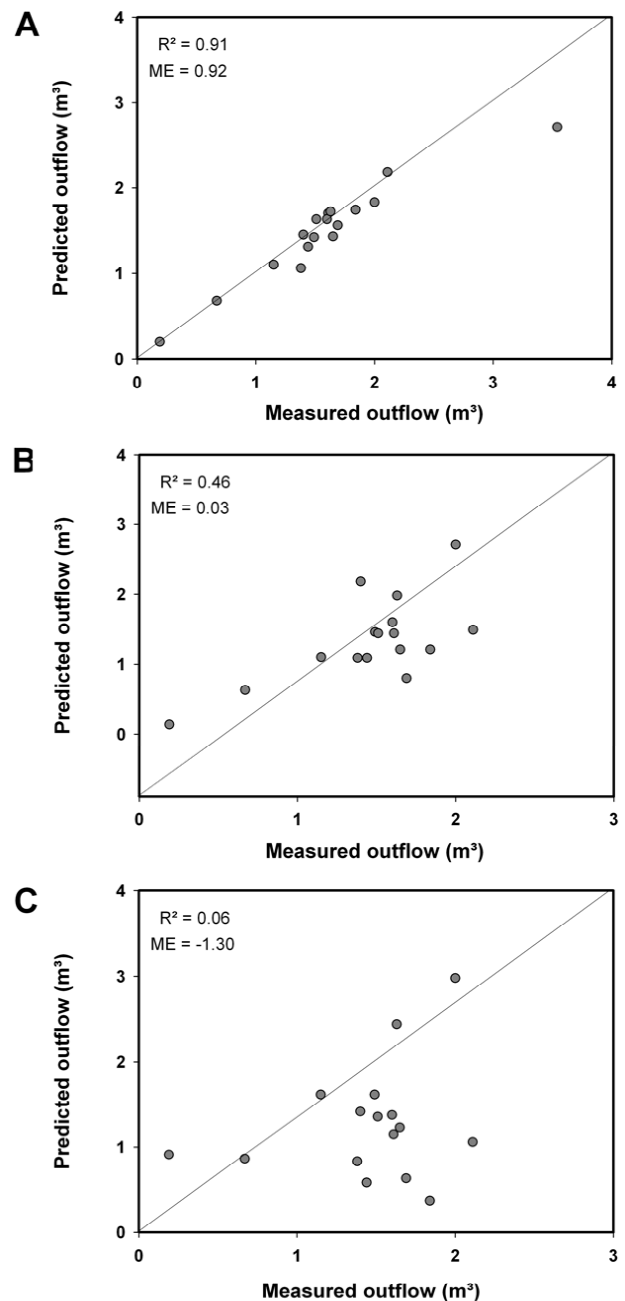 A
R² = 0.91
ME = 0.92
4
3
2
1
0
Predicted outflow (m³)
0 1 2 3 4
Measured outflow (m³)
B
R² = 0.46
ME = 0.03
4
3
2
1
0
Predicted outflow (m³)
0 1 2 3
Measured outflow (m³)
C
R² = 0.06
ME = -1.30
4
3
2
1
0
Predicted outflow (m³)
0 1 2 3
Measured outflow (m³)